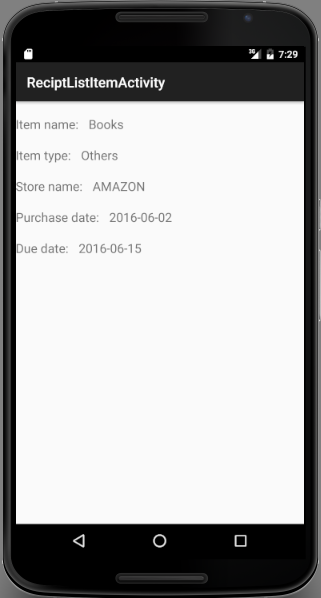 3G 7:29
ReciptListItemActivity
Item name: Books
Item type: Others
Store name: AMAZON
Purchase date: 2016-06-02
Due date: 2016-06-15